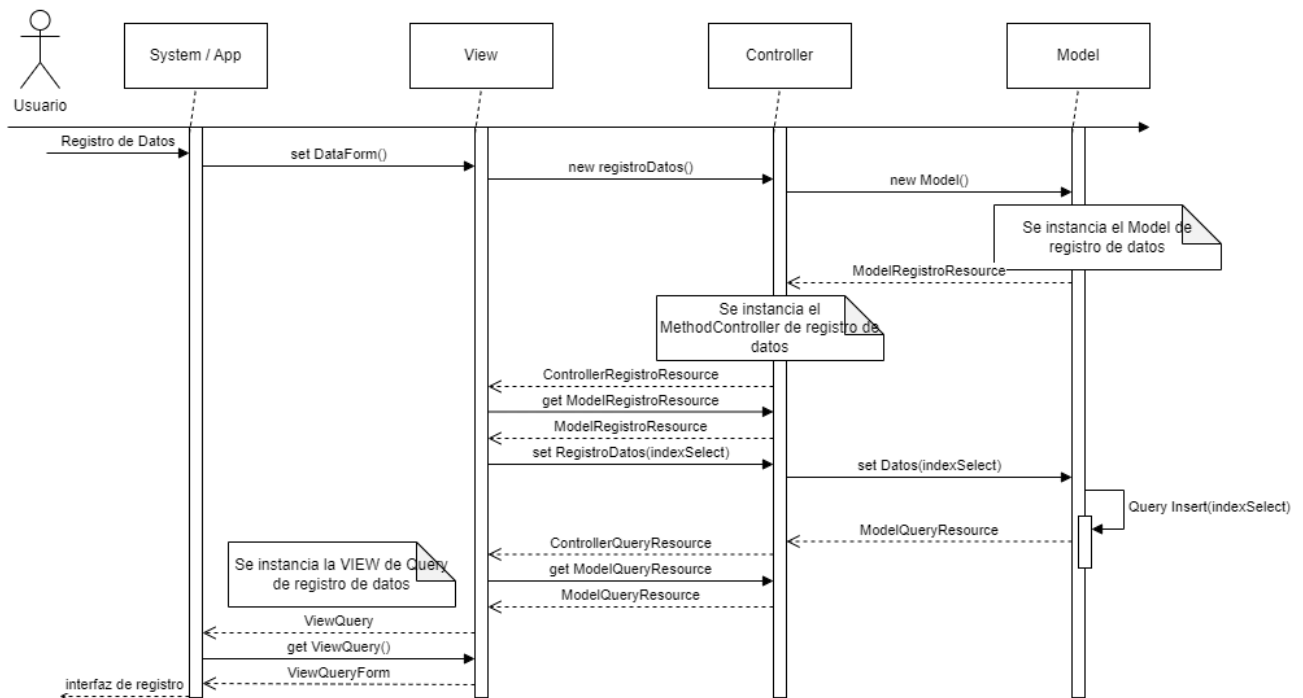 System / App
View
Controller
Model
Usuario
Registro de Datos
set DataForm()
new registroDatos()
new Model()
Se instancia el Model de
registro de datos
ModelRegistroResource
Se instancia el
MethodController de registro de
datos
ControllerRegistroResource
get ModelRegistroResource
ModelRegistroResource
set RegistroDatos(indexSelect)
set Datos(indexSelect)
Query Insert(indexSelect)
ModelQueryResource
ControllerQueryResource
Se instancia la VIEW de Query
de registro de datos
get ModelQueryResource
ModelQueryResource
ViewQuery
get ViewQuery()
ViewQueryForm
interfaz de registro